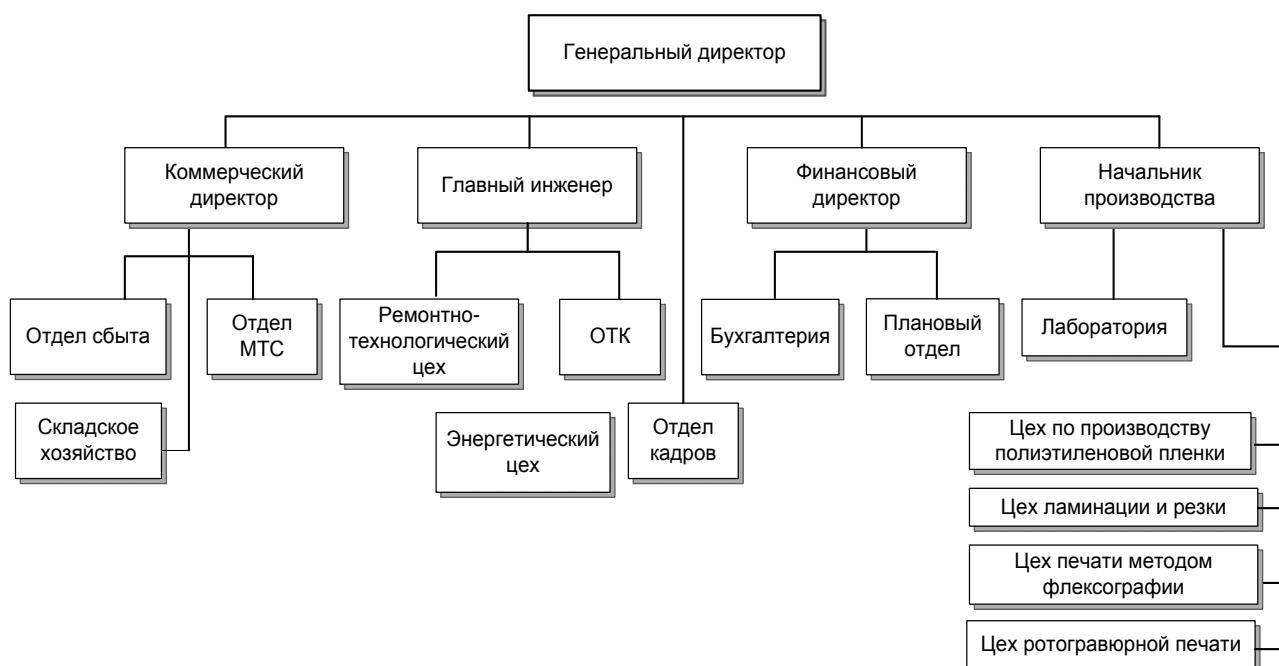 Генеральный директор
Коммерческий
директор
Главный инженер
Финансовый
директор
Начальник
производства
Отдел сбыта
Отдел
МТС
Ремонтно-
технологический
цех
ОТК
Бухгалтерия
Плановый
отдел
Лаборатория
Складское
хозяйство
Энергетический
цех
Отдел
кадров
Цех по производству
полиэтиленовой пленки
Цех ламинации и резки
Цех печати методом
флексографии
Цех ротогравюрной печати